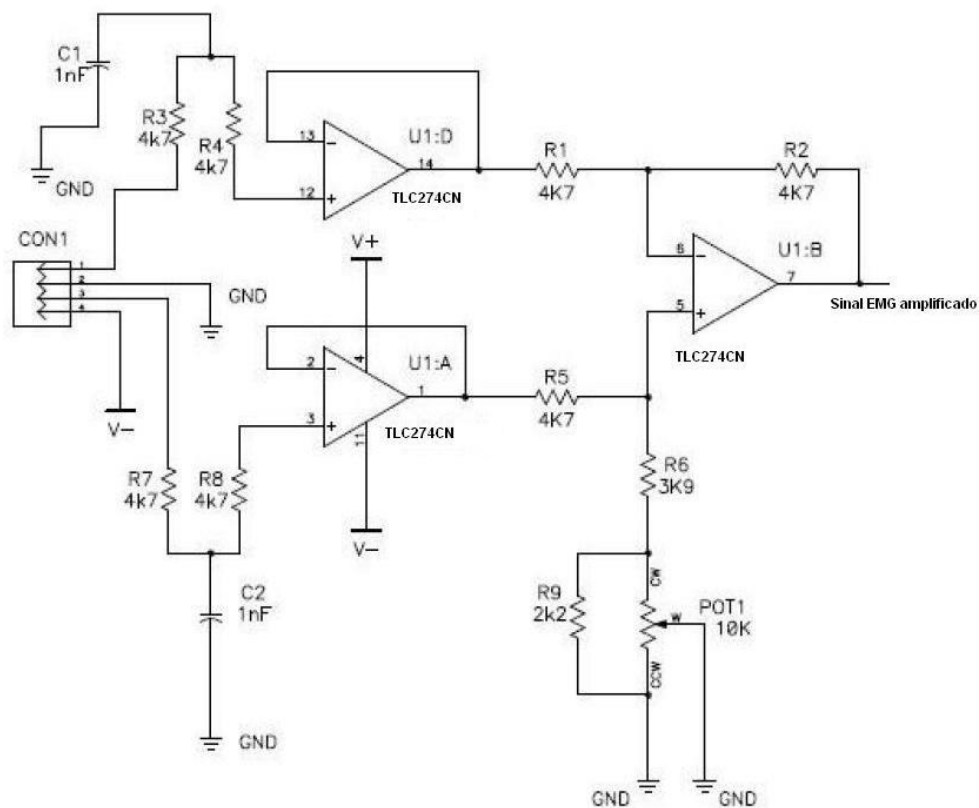 C1
1nF
R3
4k7
R4
4k7
GND
CON1
1
2
3
4
GND
V-
13
12
14
U1:D
TLC274CN
R1
4K7
R2
4K7
6
5
7
U1:B
TLC274CN
Sinal EMG amplificado
V+
2
3
4
11
1
U1:A
TLC274CN
V-
R5
4K7
R7
4k7
R8
4k7
C2
1nF
GND
R6
3K9
R9
2k2
CW
W
CCW
POT1
10K
GND
GND